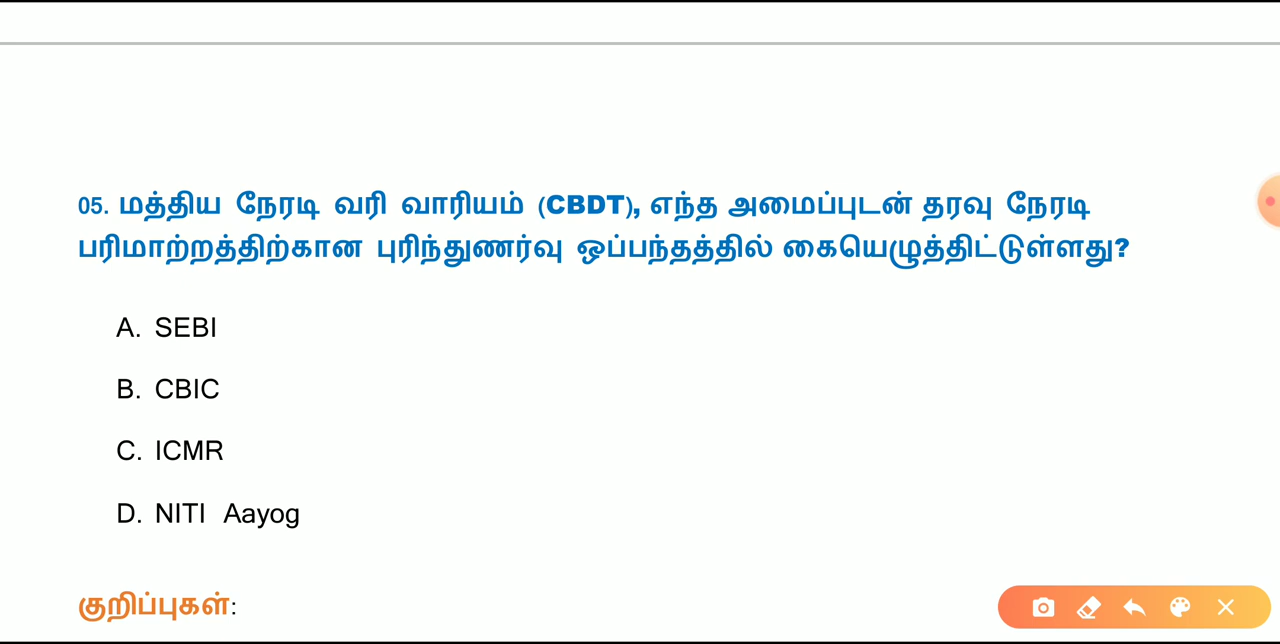 05. மத்திய நேரடி வரி வாரியம் (CBDT), எந்த அமைப்புடன் தரவு நேரடி
பரிமாற்றத்திற்கான புரிந்துணர்வு ஒப்பந்தத்தில் கையெழுத்திட்டுள்ளது?
A. SEBI
B. CBIC
C. ICMR
D. NITI Aayog
குறிப்புகள்: